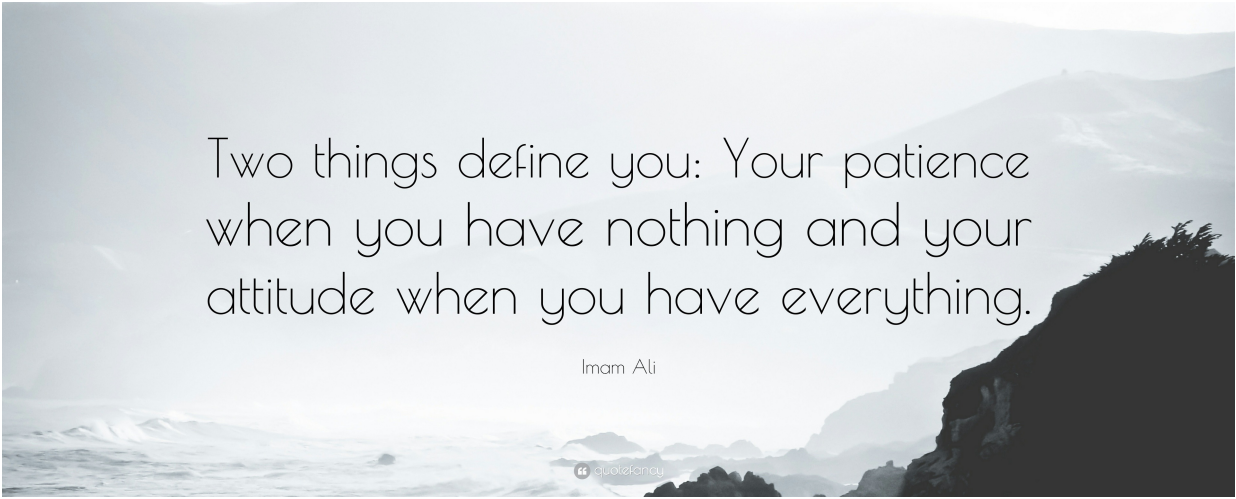 Two things define you: Your patience
when you have nothing and your
attitude when you have everything.
Imam Ali
quotefancy